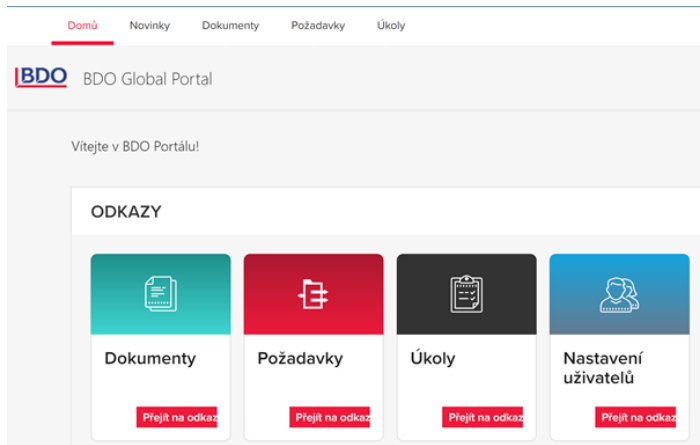 Domů Novinky Dokumenty Požadavky Úkoly
BDO BDO Global Portal
Vítejte v BDO Portálu!
ODKAZY
Dokumenty Požadavky Úkoly Nastavení
uživatelů
Přejít na odkaz Přejít na odkaz Přejít na odkaz Přejít na odkaz